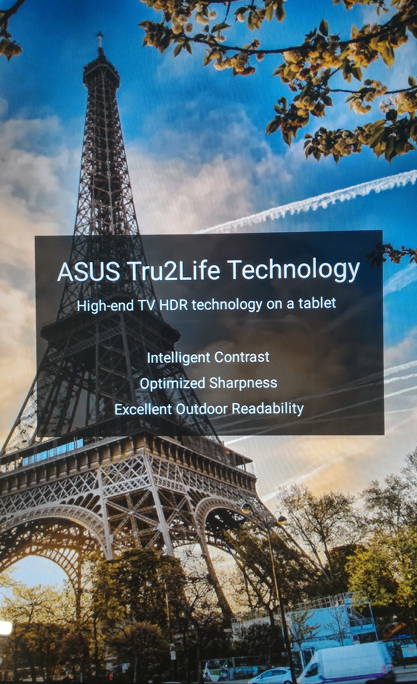 ASUS Tru2Life Technology
High-end TV HDR technology on a tablet
Intelligent Contrast
Optimized Sharpness
Excellent Outdoor Readability